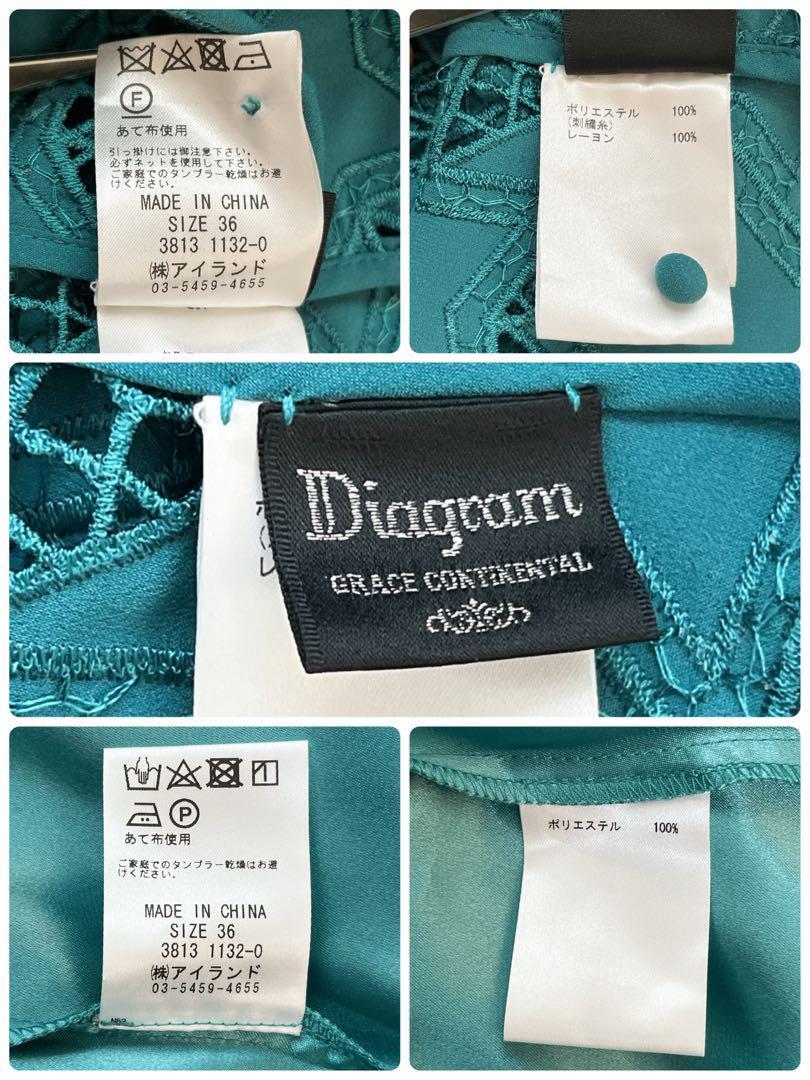 F
あて布使用
引っ掛けには御注意下さい。
必ずネットを使用して下さい。
ご家庭でのタンブラー乾燥はお避
けください。
MADE IN CHINA
SIZE 36
3813 1132-0
㈱アイランド
03-5459-4655
ポリエステル 100%
(刺繍糸)
レーヨン 100%
Diagram
GRACE CONTINENTAL
1
P
あて布使用
ご家庭でのタンブラー乾燥はお避
けください。
MADE IN CHINA
SIZE 36
3813 1132-0
㈱アイランド
03-5459-4655
ポリエステル 100%